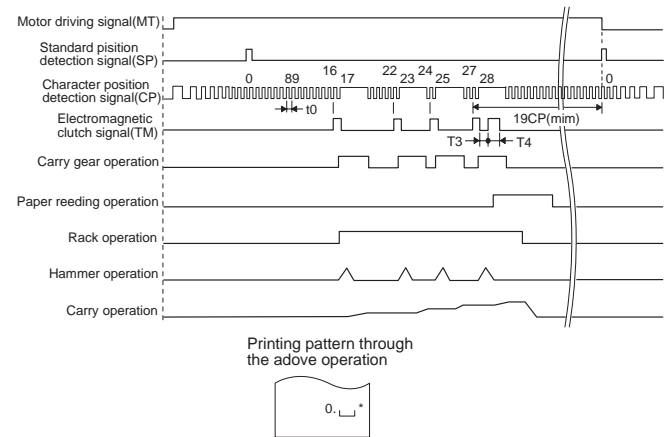 Motor driving signal(MT)
Standard pisition
detection signal(SP)
0 89 16 17 22 23 24 25 27 28 0
Character position
detection signal(CP)
t0
19CP(mim)
Electromagnetic
clutch signal(TM)
T3 T4
Carry gear operation
Paper reeding operation
Rack operation
Hammer operation
Carry operation
Printing pattern through
the adove operation
0. *